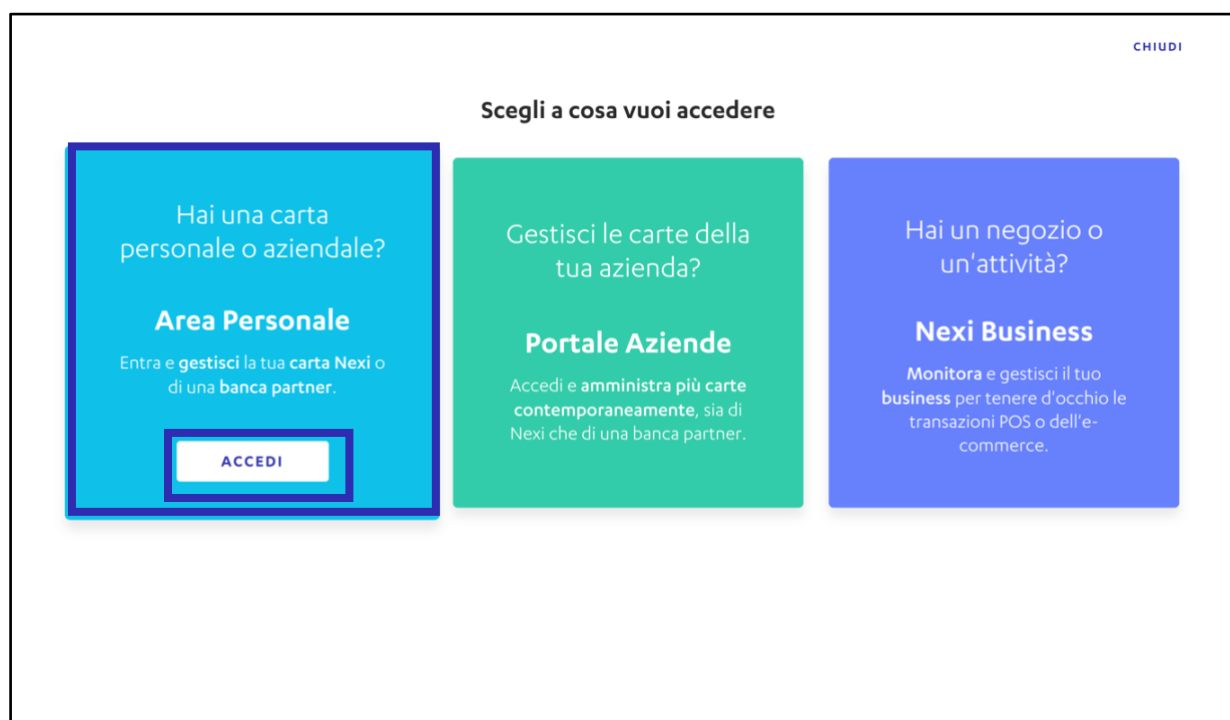 CHIUDI
Scegli a cosa vuoi accedere
Hai una carta
personale o aziendale?
Area Personale
Entra e gestisci la tua carta Nexi o
di una banca partner.
ACCEDI
Gestisci le carte della
tua azienda?
Portale Aziende
Accedi e amministra più carte
contemporaneamente, sia di
Nexi che di una banca partner.
Hai un negozio o
un'attività?
Nexi Business
Monitora e gestisci il tuo
business per tenere d'occhio le
transazioni POS o dell'e-
commerce.